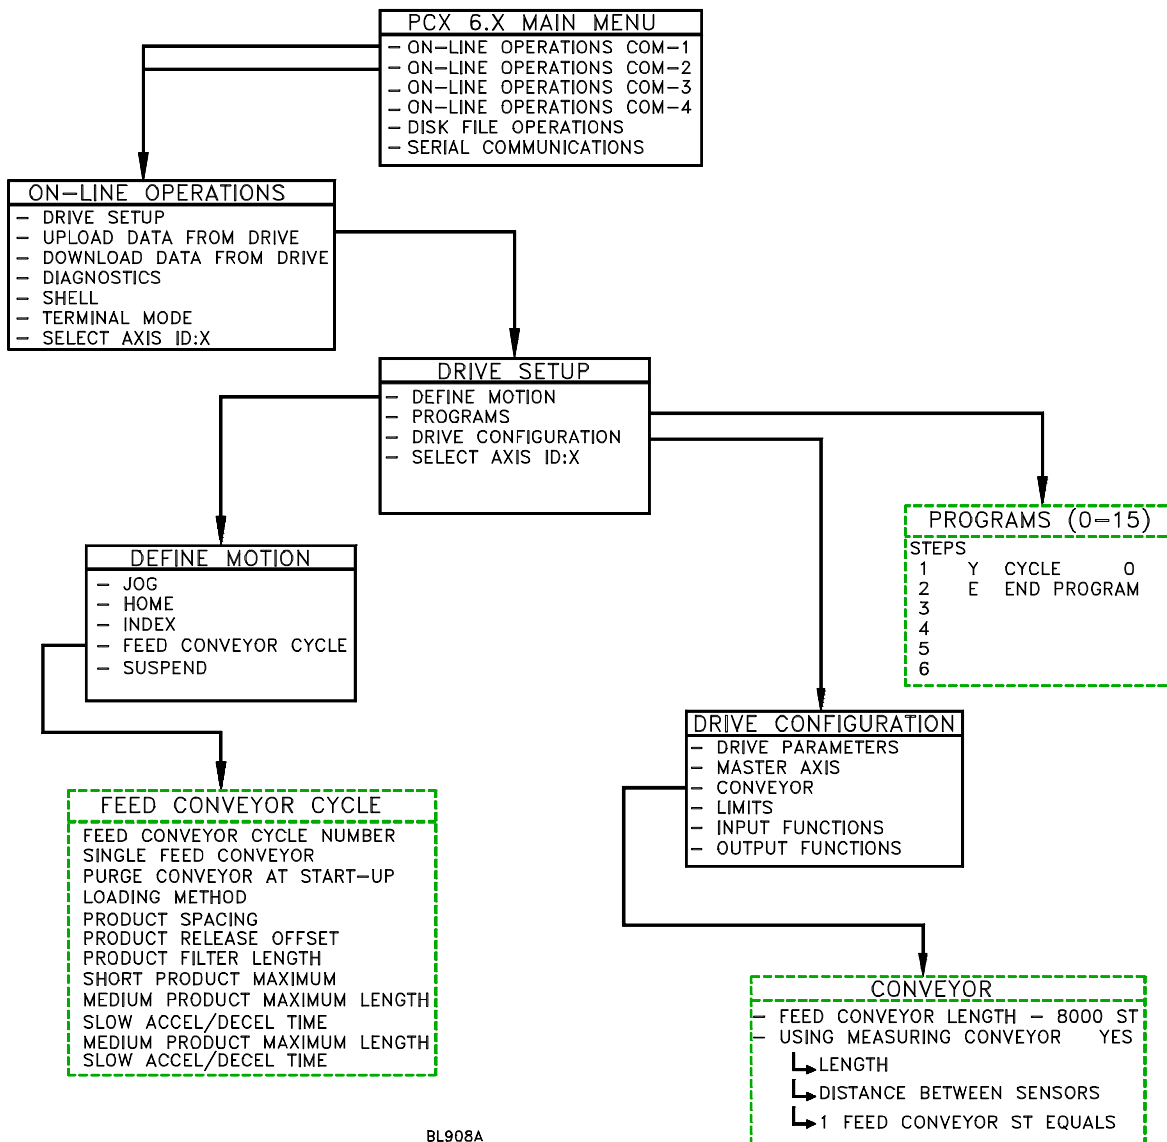 PCX 6.X MAIN MENU
– ON–LINE OPERATIONS COM–1
– ON–LINE OPERATIONS COM–2
– ON–LINE OPERATIONS COM–3
– ON–LINE OPERATIONS COM–4
– DISK FILE OPERATIONS
– SERIAL COMMUNICATIONS
ON–LINE OPERATIONS
– DRIVE SETUP
– UPLOAD DATA FROM DRIVE
– DOWNLOAD DATA FROM DRIVE
– DIAGNOSTICS
– SHELL
– TERMINAL MODE
– SELECT AXIS ID:X
DRIVE SETUP
– DEFINE MOTION
– PROGRAMS
– DRIVE CONFIGURATION
– SELECT AXIS ID:X
PROGRAMS (0–15)
STEPS
1 Y CYCLE 0
2 E END PROGRAM
3
4
5
6
DEFINE MOTION
– JOG
– HOME
– INDEX
– FEED CONVEYOR CYCLE
– SUSPEND
DRIVE CONFIGURATION
– DRIVE PARAMETERS
– MASTER AXIS
– CONVEYOR
– LIMITS
– INPUT FUNCTIONS
– OUTPUT FUNCTIONS
FEED CONVEYOR CYCLE
FEED CONVEYOR CYCLE NUMBER
SINGLE FEED CONVEYOR
PURGE CONVEYOR AT START–UP
LOADING METHOD
PRODUCT SPACING
PRODUCT RELEASE OFFSET
PRODUCT FILTER LENGTH
SHORT PRODUCT MAXIMUM
MEDIUM PRODUCT MAXIMUM LENGTH
SLOW ACCEL/DECEL TIME
MEDIUM PRODUCT MAXIMUM LENGTH
SLOW ACCEL/DECEL TIME
CONVEYOR
– FEED CONVEYOR LENGTH – 8000 ST
– USING MEASURING CONVEYOR YES
LENGTH
DISTANCE BETWEEN SENSORS
1 FEED CONVEYOR ST EQUALS
BL908A